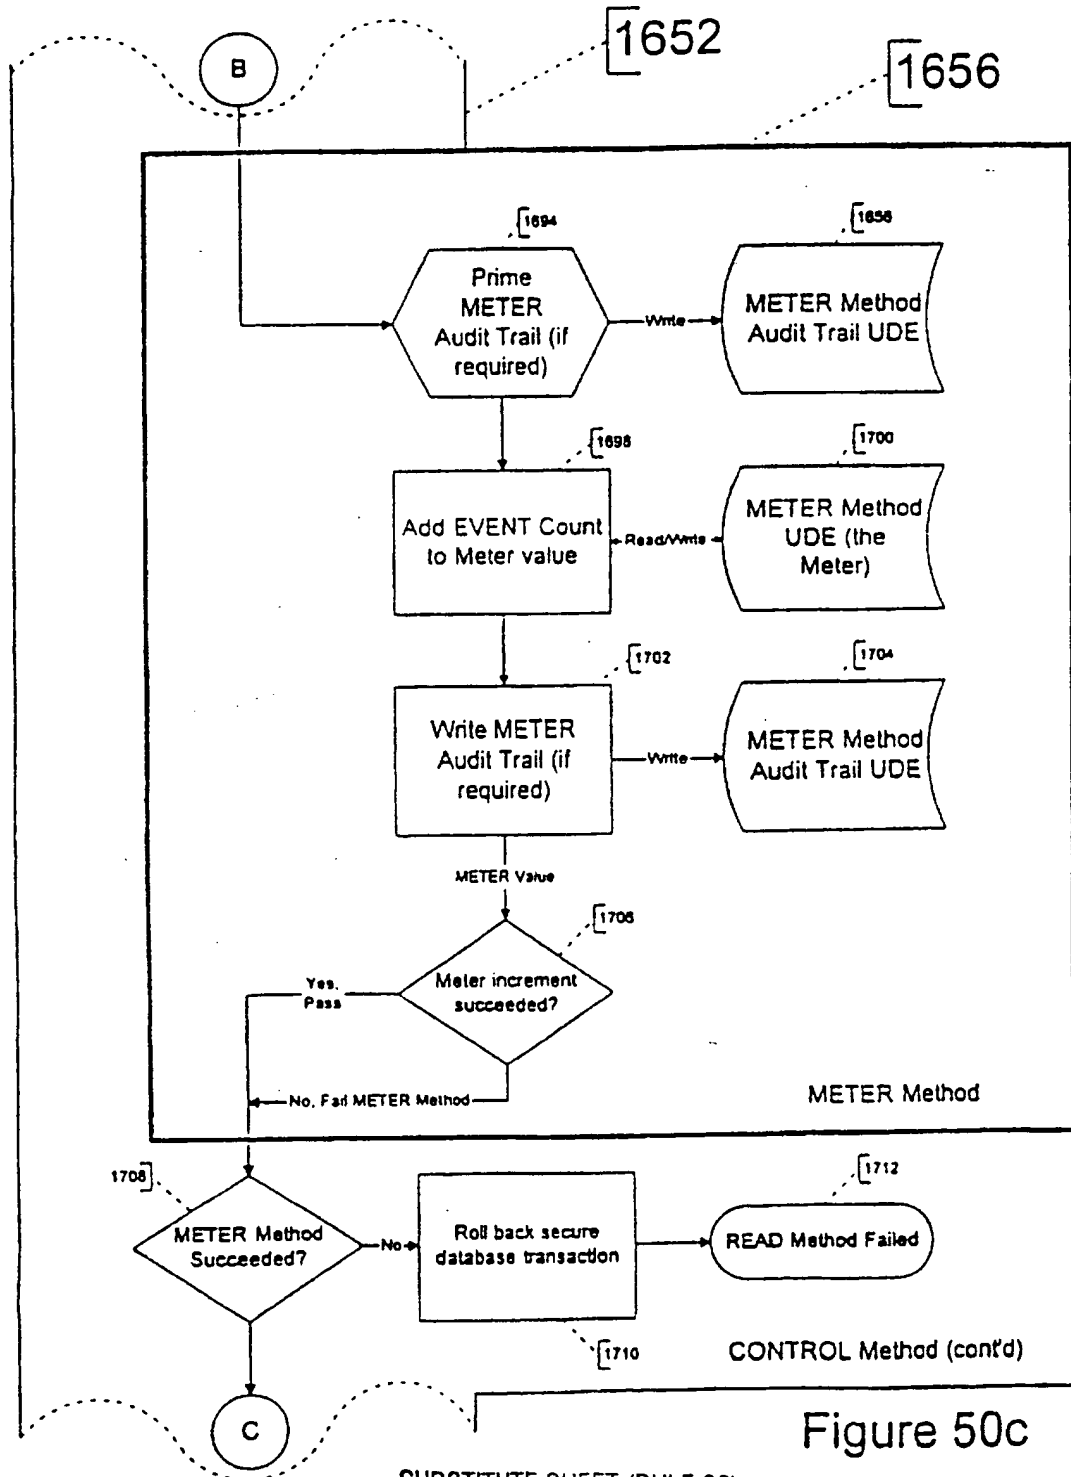 1652
1656
B
1694
Prime
METER
Audit Trail (if
required)
Write
1656
METER Method
Audit Trail UDE
1698
Add EVENT Count
to Meter value
Read/Write
1700
METER Method
UDE (the
Meter)
1702
Write METER
Audit Trail (if
required)
Write
1704
METER Method
Audit Trail UDE
METER Value
1706
Meter increment
succeeded?
Yes,
Pass
No, Fail METER Method
METER Method
1708
METER Method
Succeeded?
No
Roll back secure
database transaction
1710
1712
READ Method Failed
CONTROL Method (cont'd)
C
Figure 50c
SUBSTITUTE SHEET